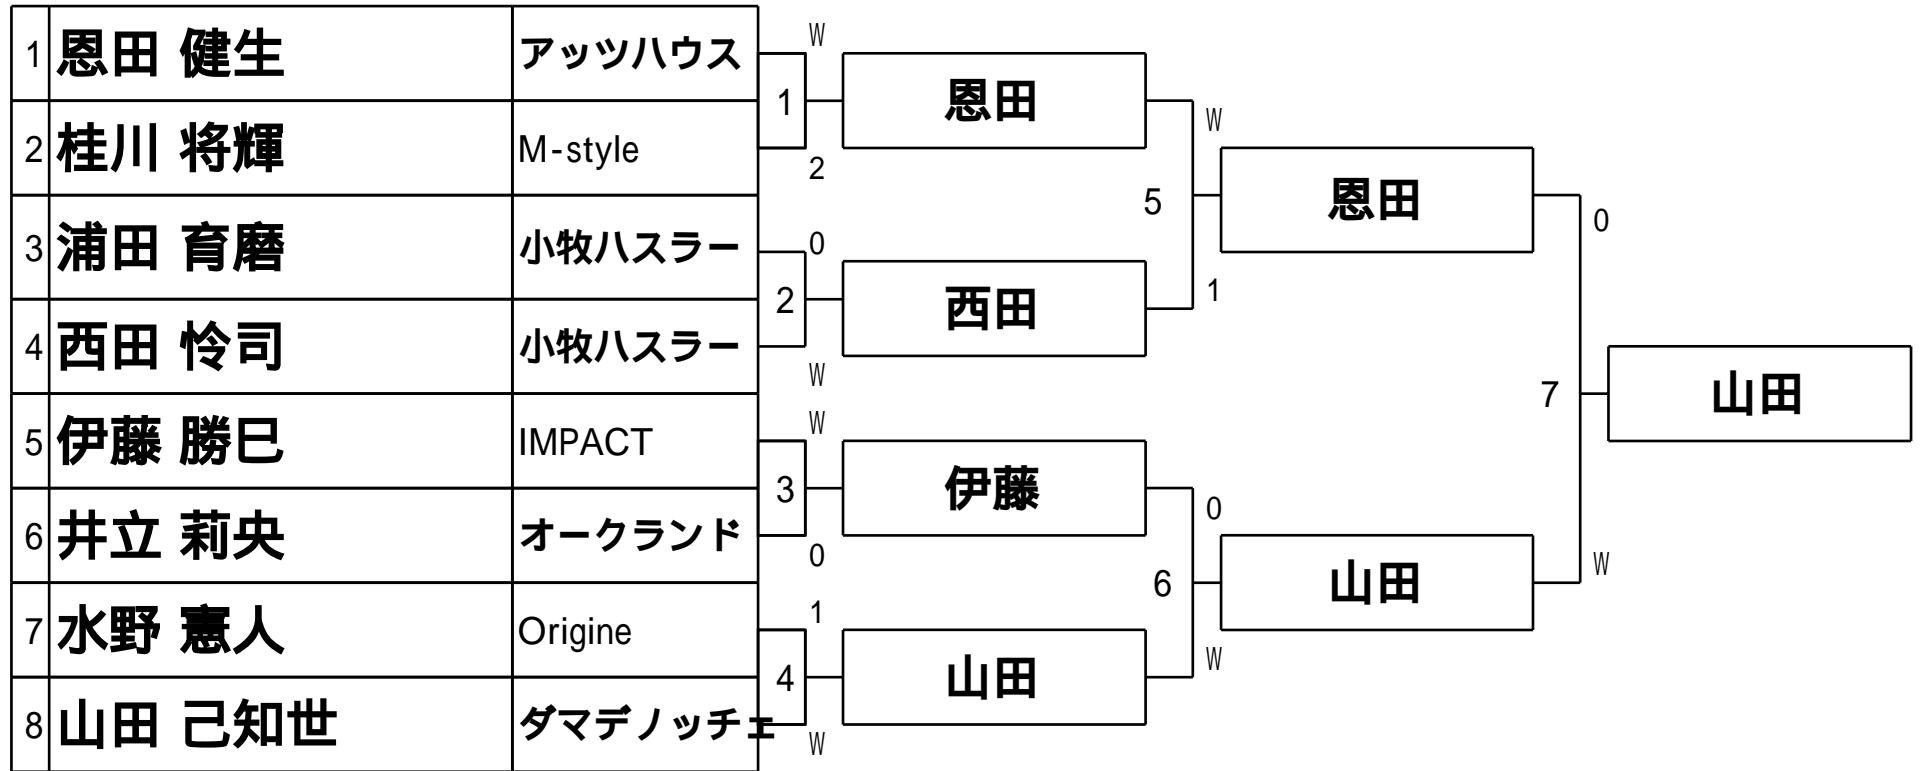 1 恩田 健生 アッツハウス
2 桂川 将輝 M-style
3 浦田 育磨 小牧ハスラー
4 西田 怜司 小牧ハスラー
5 伊藤 勝巳 IMPACT
6 井立 莉央 オークランド
7 水野 憲人 Origine
8 山田 己知世 ダマデノッチェ
W
1
2
0
2
W
W
3
0
1
4
W
恩田
西田
伊藤
山田
W
5
1
0
6
W
恩田
山田
0
7
W
山田